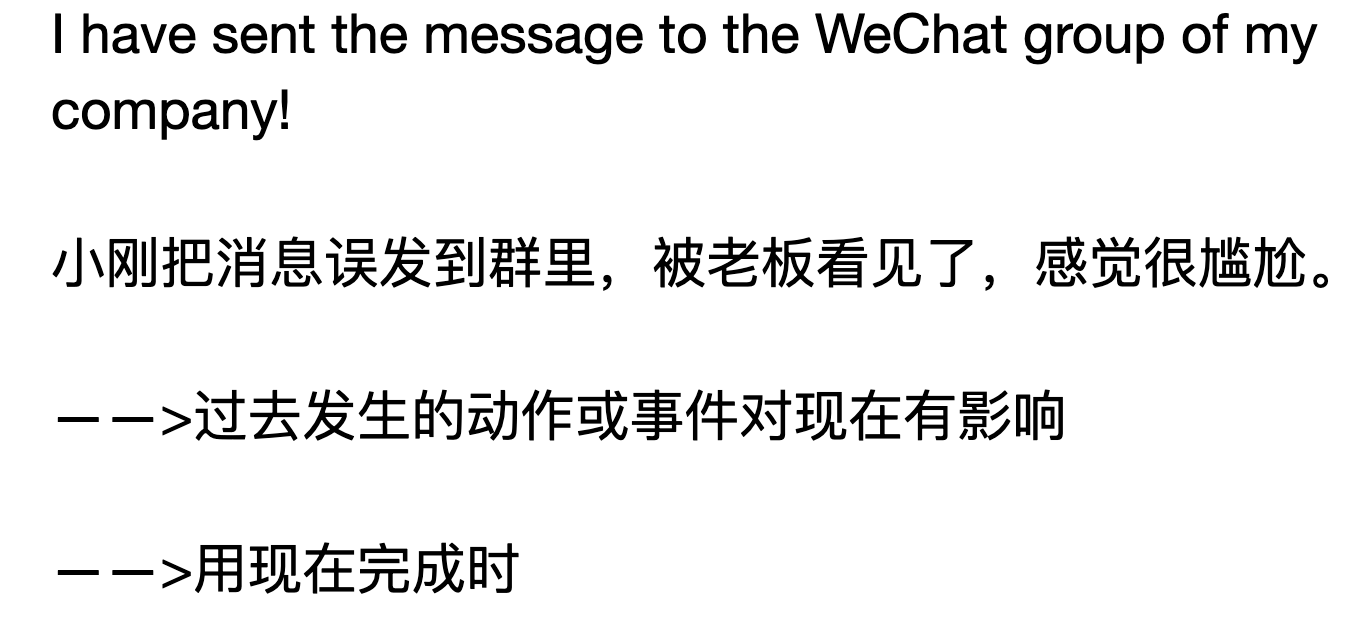 I have sent the message to the WeChat group of my
company!
小刚把消息误发到群里，被老板看见了，感觉很尴尬。
——>过去发生的动作或事件对现在有影响
——>用现在完成时